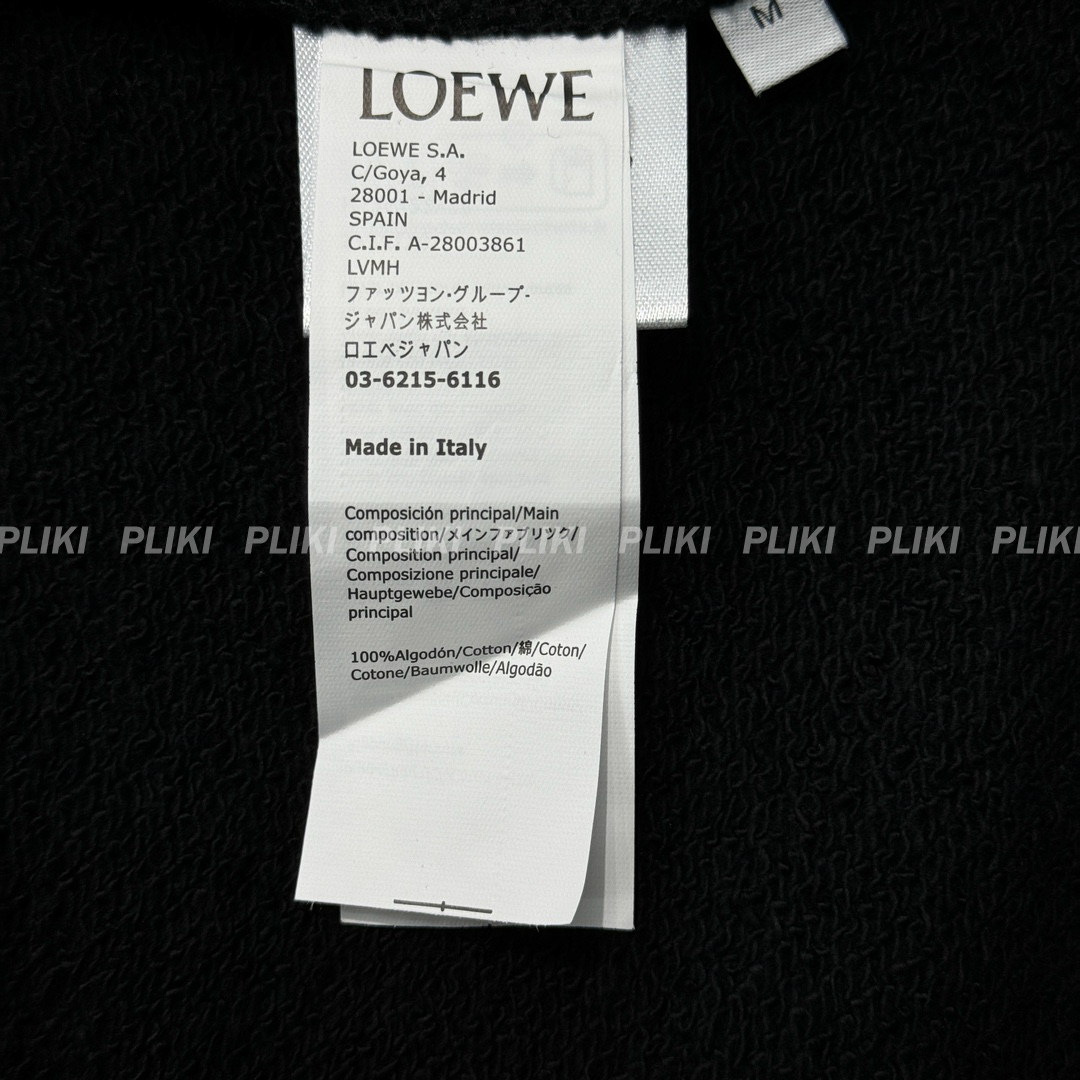 M
LOEWE
LOEWE S.A.
C/Goya, 4
28001 - Madrid
SPAIN
C.I.F. A-28003861
LVMH
ファッツヨン·グループ-
ジャパン株式会社
ロエベジャパン
03-6215-6116
Made in Italy
Composición principal/Main
composition/メインファブリック/
Composition principal/
Composizione principale/
Hauptgewebe/Composição
principal
100%Algodón/Cotton/綿/Coton/
Cotone/Baumwolle/Algodão
PLIKI PLIKI PLIKI PLIKI PLIKI PLIKI PLIKI PLIKI PLIKI